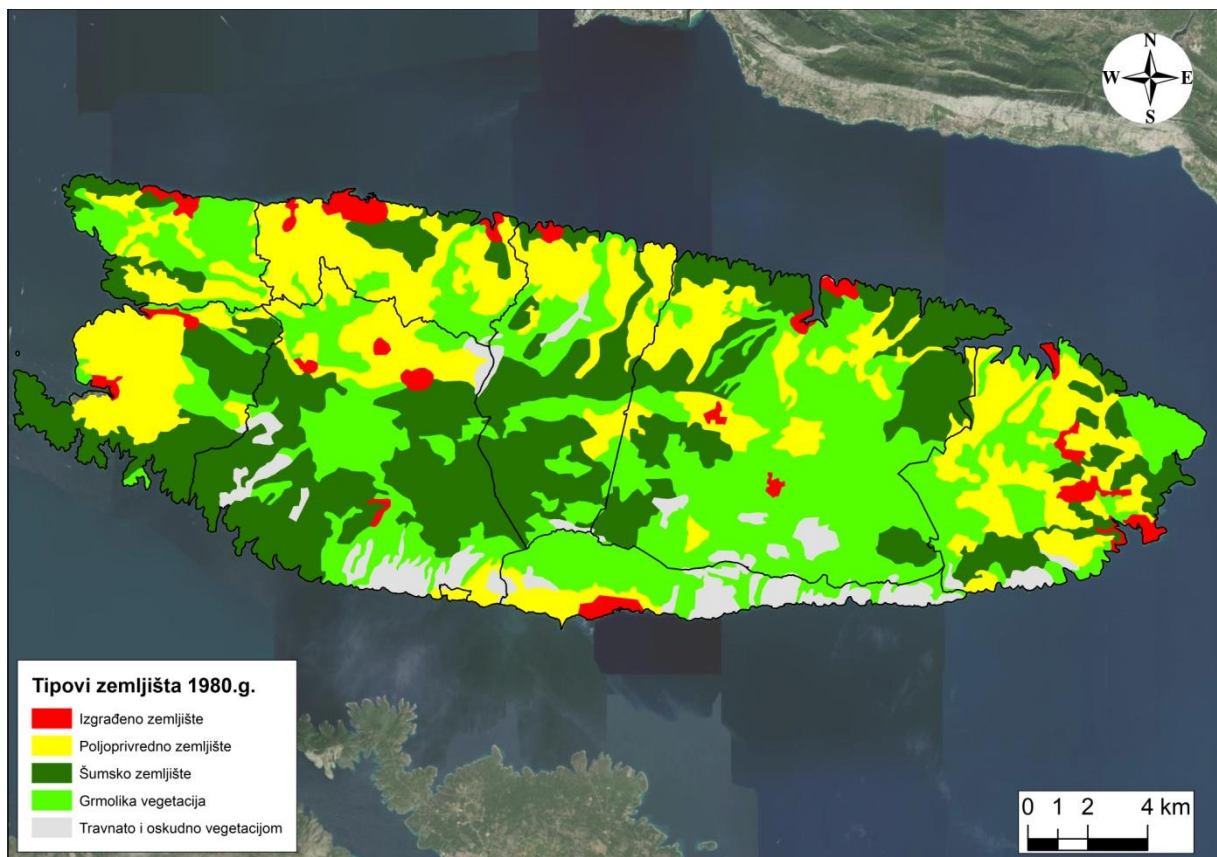 N
W E
S
Tipovi zemljišta 1980.g.
Izgrađeno zemljište
Poljoprivredno zemljište
Šumsko zemljište
Grmolika vegetacija
Travnato i oskudno vegetacijom
0 1 2 4 km